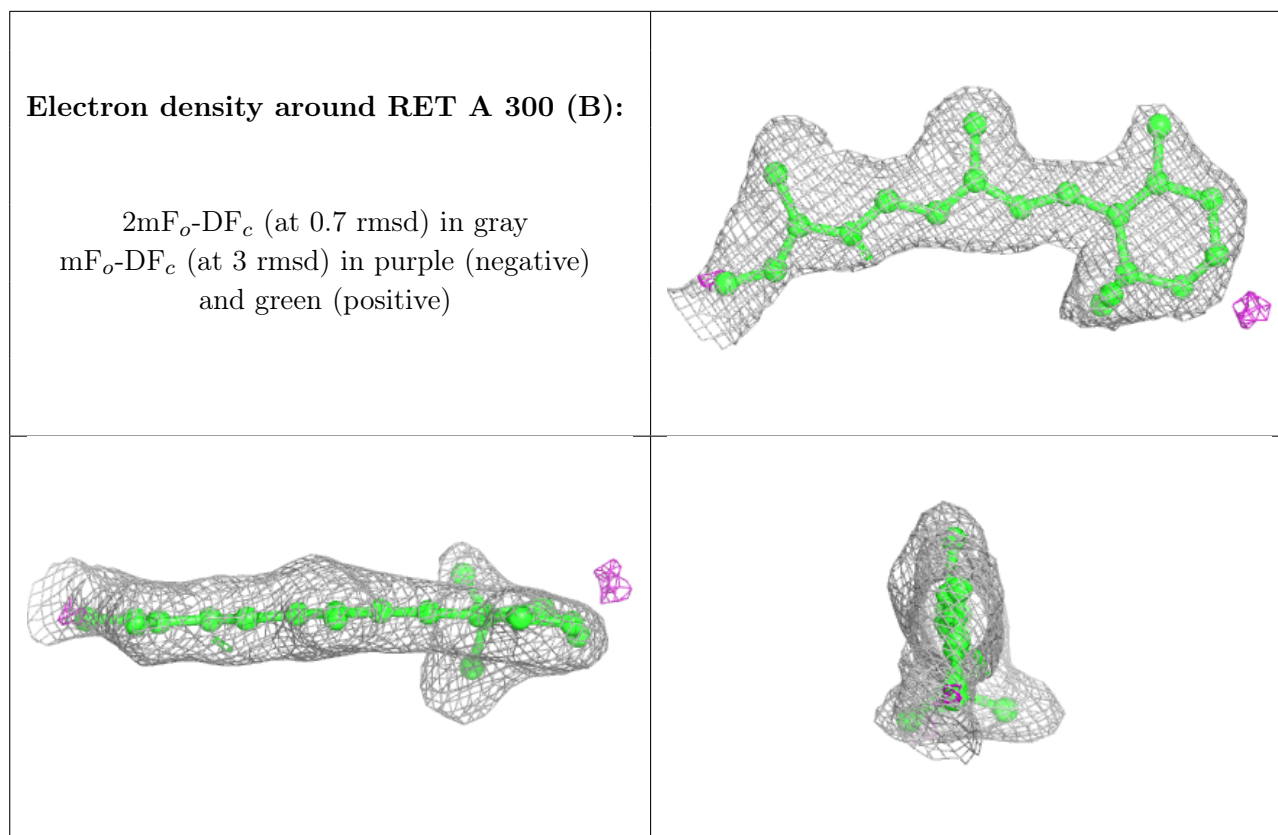 Electron density around RET A 300 (B):
2mFₒ-DF𝒸 (at 0.7 rmsd) in gray
mFₒ-DF𝒸 (at 3 rmsd) in purple (negative)
and green (positive)